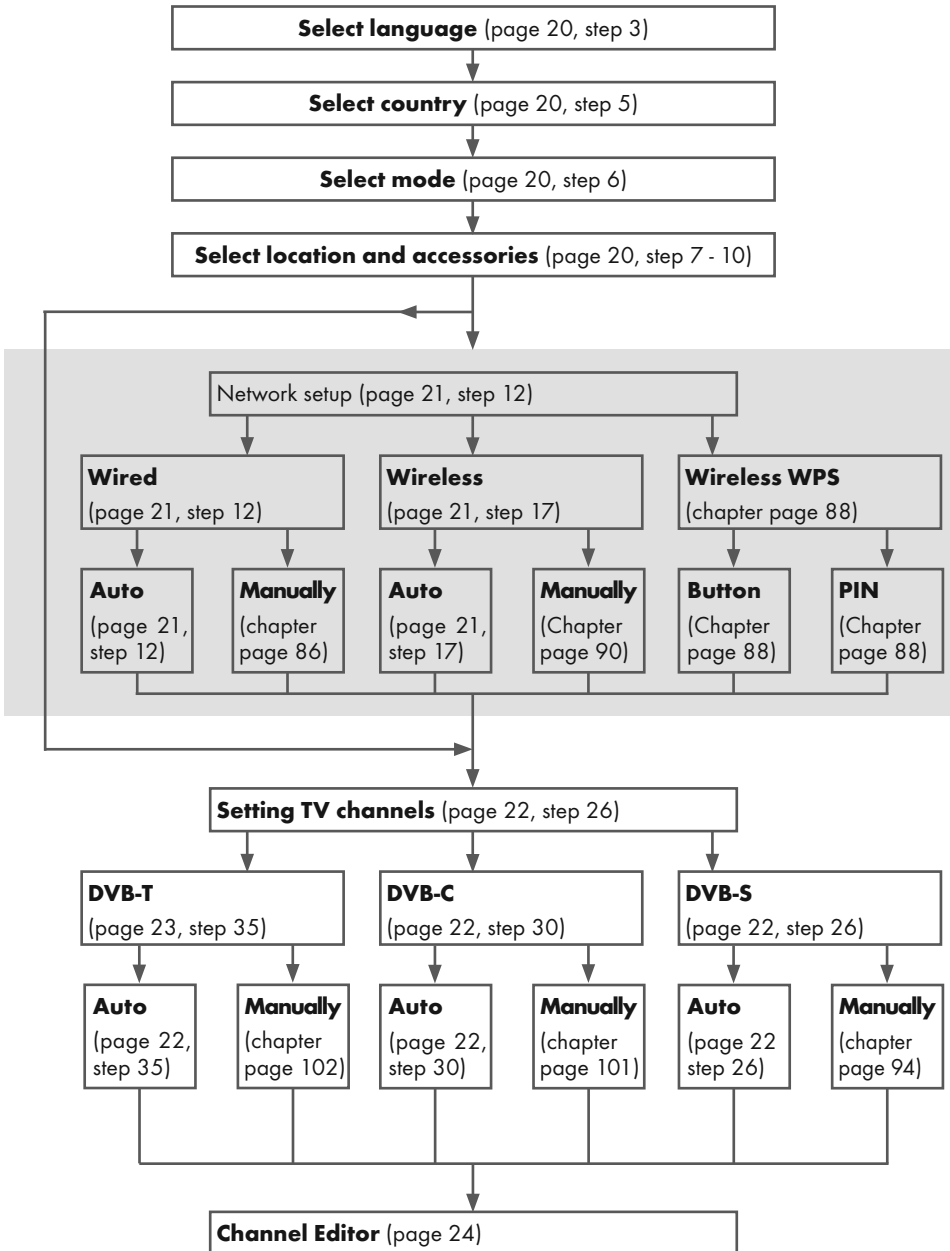 Select language (page 20, step 3)
Select country (page 20, step 5)
Select mode (page 20, step 6)
Select location and accessories (page 20, step 7 - 10)
Network setup (page 21, step 12)
Wired
(page 21, step 12)
Wireless
(page 21, step 17)
Wireless WPS
(chapter page 88)
Auto
(page 21,
step 12)
Manually
(chapter
page 86)
Auto
(page 21,
step 17)
Manually
(Chapter
page 90)
Button
(Chapter
page 88)
PIN
(Chapter
page 88)
Setting TV channels (page 22, step 26)
DVB-T
(page 23, step 35)
DVB-C
(page 22, step 30)
DVB-S
(page 22, step 26)
Auto
(page 22,
step 35)
Manually
(chapter
page 102)
Auto
(page 22,
step 30)
Manually
(chapter
page 101)
Auto
(page 22
step 26)
Manually
(chapter
page 94)
Channel Editor (page 24)